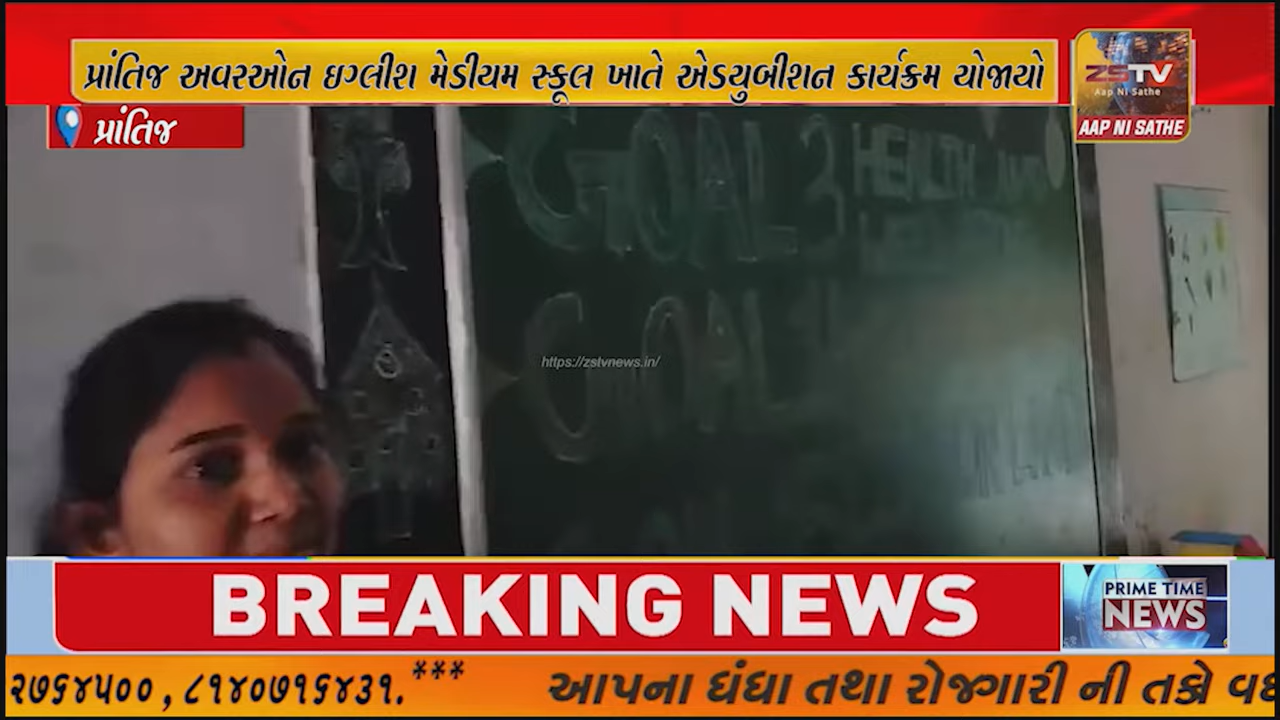 પ્રાંતિજ અવરઓન ઇગ્લીશ મેડીયમ સ્કૂલ ખાતે એડયુબીશન કાર્યક્રમ યોજાયો
ZSTV
Aap Ni Sathe
AAP NI SATHE
પ્રાંતિજ
GOAL 3 HEALTH AND
GOAL
https://zstvnews.in/
BREAKING NEWS
PRIME TIME
NEWS
૨૭૬૪૫૦૦,૮૧૪૦૭૧૬૪૩૧.*** આપના ધંધા તથા રોજગારી ની તકો